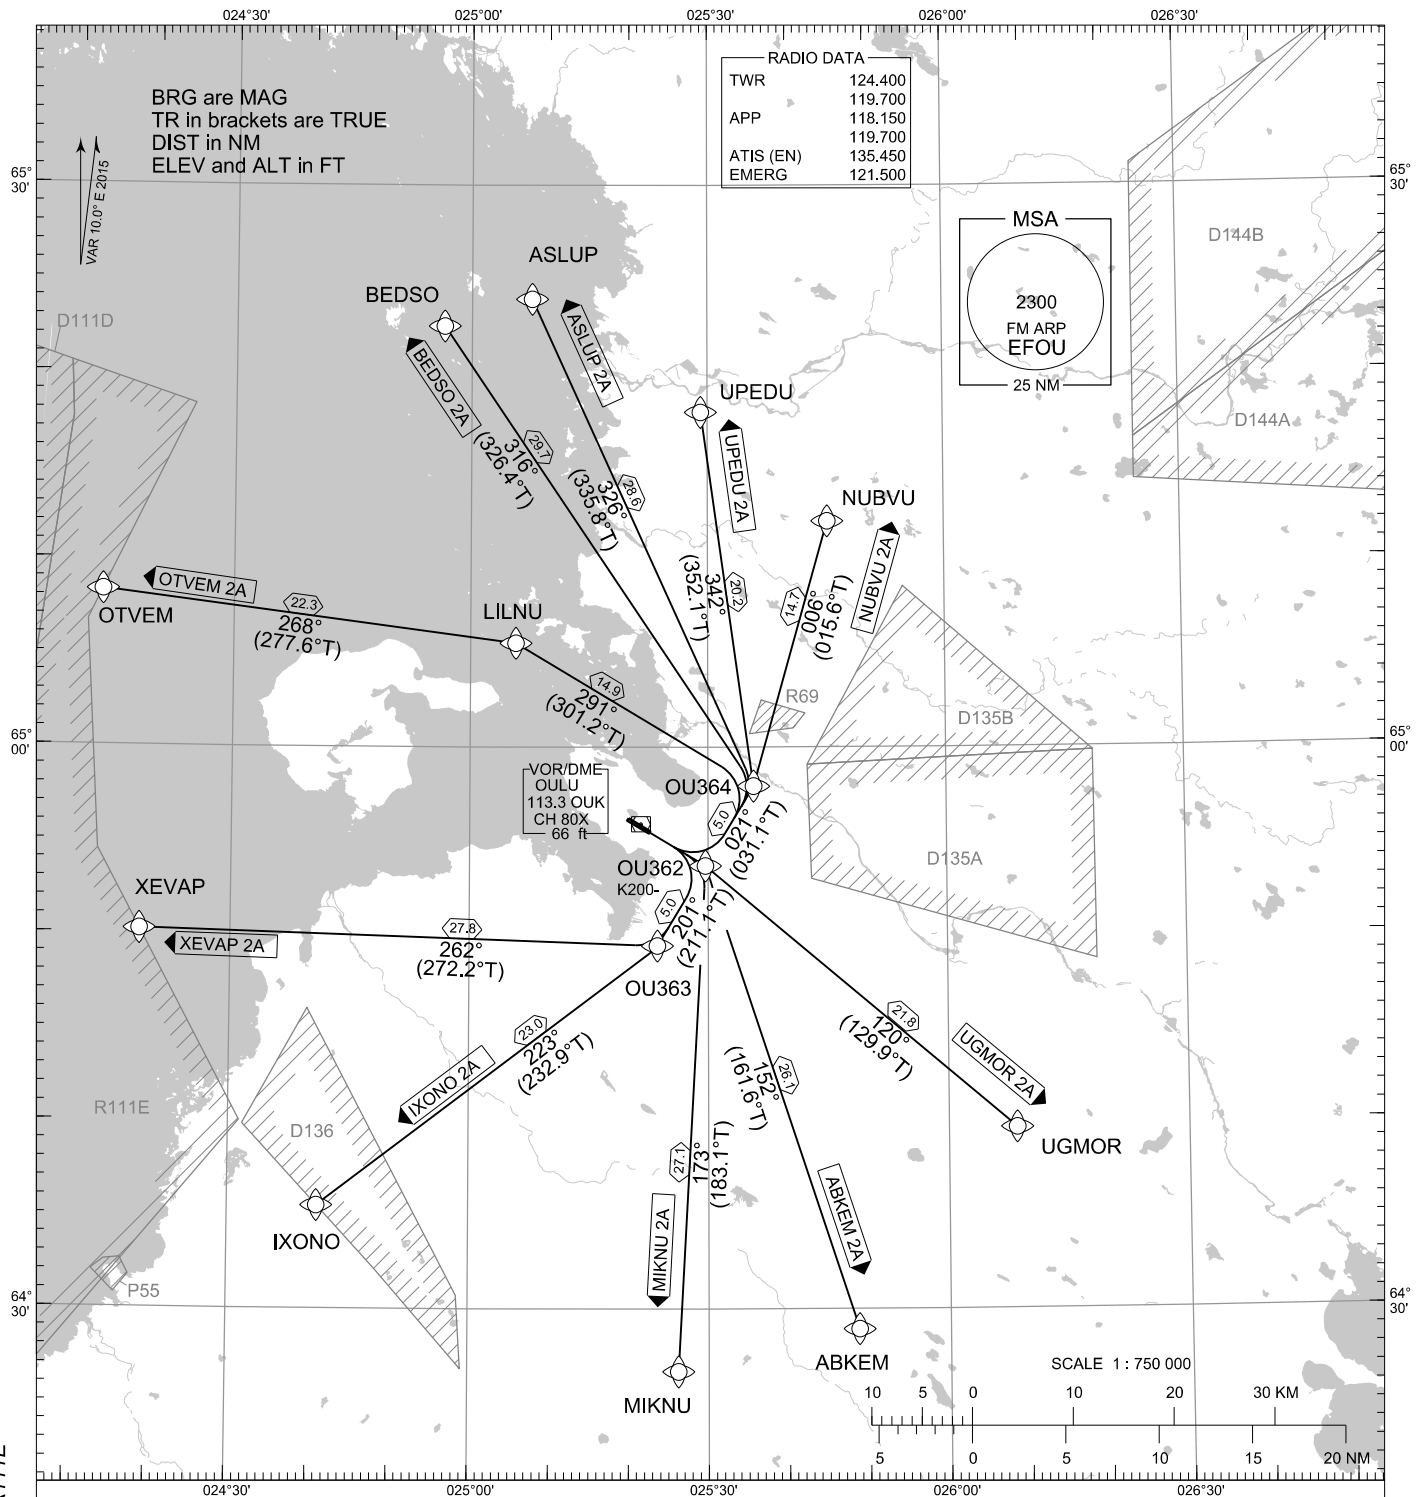 024°30' 025°00' 025°30' 026°00' 026°30'
BRG are MAG
TR in brackets are TRUE
DIST in NM
ELEV and ALT in FT
VAR 10.0° E 2015
RADIO DATA
TWR 124.400
119.700
APP 118.150
119.700
ATIS (EN) 135.450
EMERG 121.500
65°
30'
65°
30'
MSA
2300
FM ARP
EFOU
25 NM
D144B
D144A
D111D
ASLUP
BEDSO
ASLUP 2A
BEDSO 2A
UPEDU
UPEDU 2A
NUBVU
NUBVU 2A
29.7
316°
(326.4°T)
28.6
326°
(335.8°T)
20.2
342°
(352.1°T)
14.7
006°
(015.6°T)
OTVEM 2A
OTVEM
22.3
268°
(277.6°T)
LILNU
14.9
291°
(301.2°T)
R69
D135B
65°
00'
65°
00'
VOR/DME
OULU
113.3 OUK
CH 80X
66 ft
OU364
5.0
021°
(031.1°T)
OU362
K200
D135A
XEVAP
XEVAP 2A
27.8
262°
(272.2°T)
5.0
201°
(211.1°T)
OU363
23.0
223°
(232.9°T)
IXONO 2A
21.8
120°
(129.9°T)
UGMOR 2A
26.1
152°
(161.6°T)
R111E
D136
27.1
173°
(183.1°T)
UGMOR
MIKNU 2A
ABKEM 2A
IXONO
P55
64°
30'
64°
30'
ABKEM
MIKNU
SCALE 1 : 750 000
10 5 0 10 20 30 KM
5 0 5 10 15 20 NM
024°30' 025°00' 025°30' 026°00' 026°30'